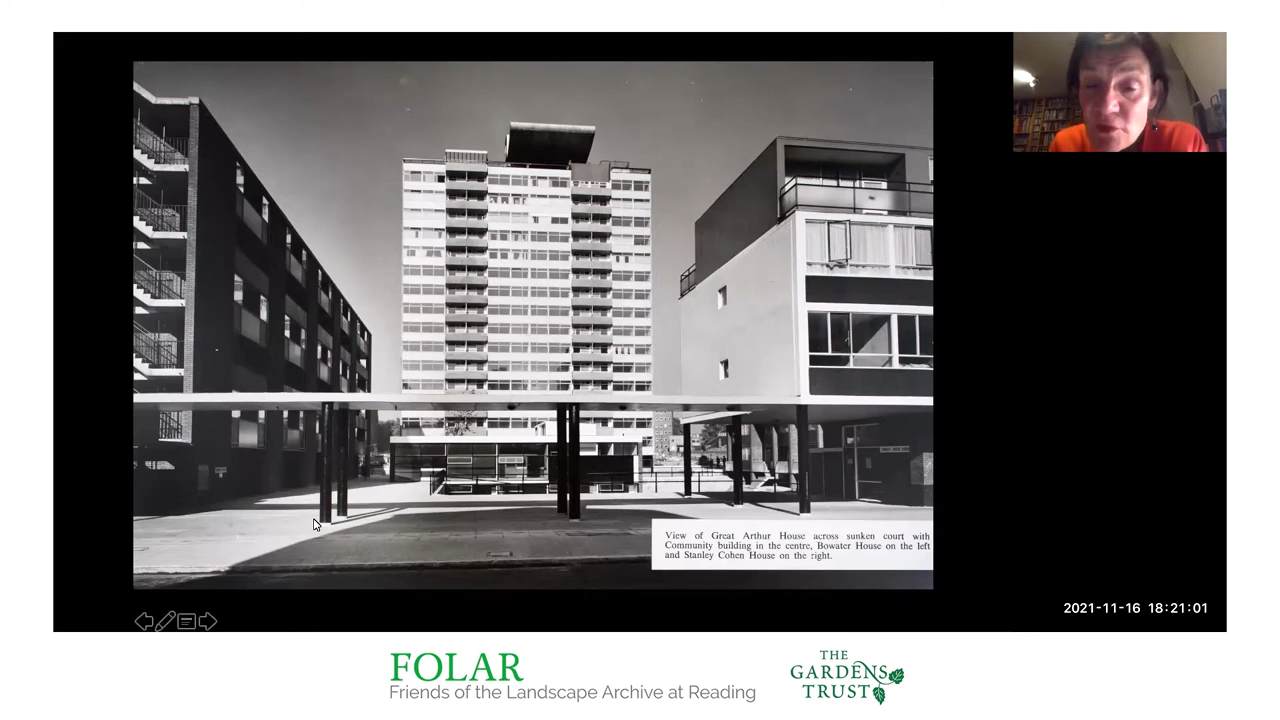 View of Great Arthur House across sunken court with
Community building in the centre, Bowater House on the left
and Stanley Cohen House on the right.
2021-11-16 18:21:01
FOLAR
Friends of the Landscape Archive at Reading
THE
GARDENS
TRUST